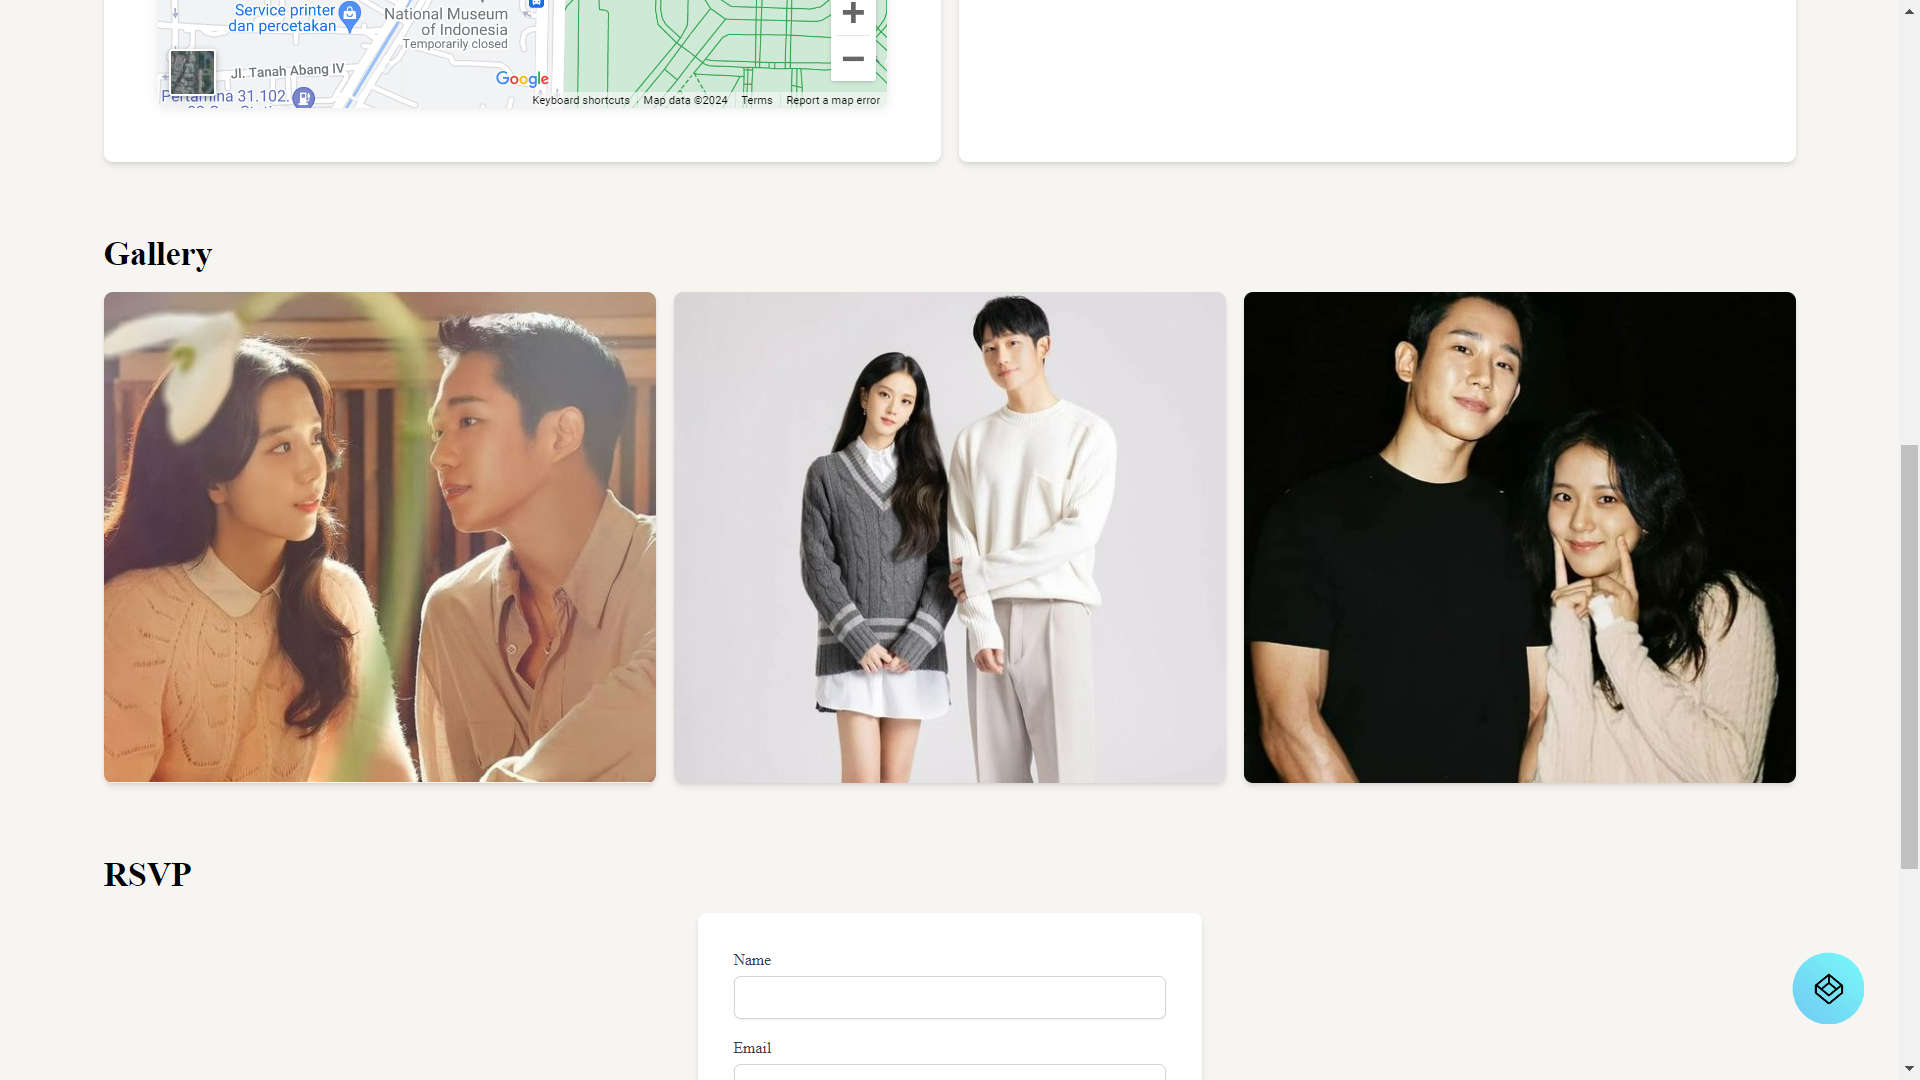 Service printer
dan percetakan
National Museum
of Indonesia
Temporarily closed
Jl. Tanah Abang IV
Google
Pertamina 31.102.
Keyboard shortcuts
Map data ©2024
Terms
Report a map error
Gallery
RSVP
Name
Email